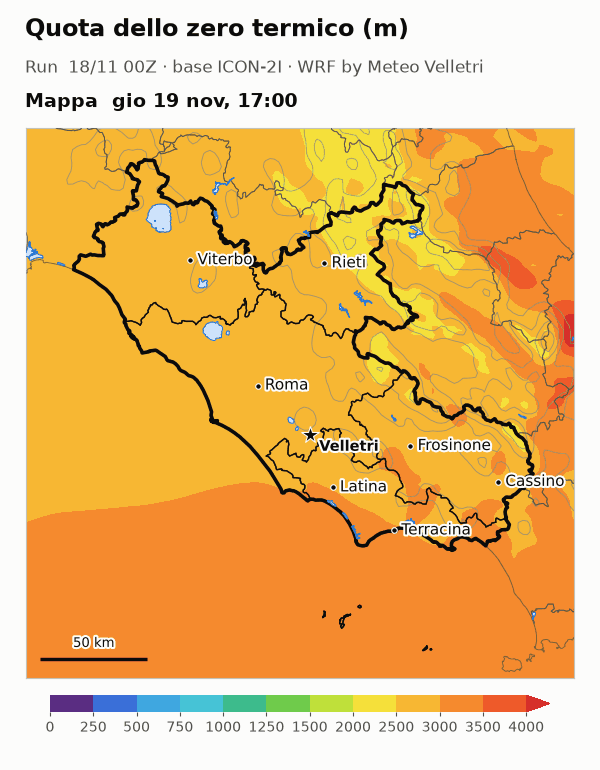 Quota dello zero termico (m)
Run  18/11 00Z · base ICON-2I · WRF by Meteo Velletri
Mappa  gio 19 nov, 17:00
Viterbo
Rieti
Roma
Velletri
Frosinone
Latina
Cassino
Terracina
50 km
0 250 500 750 1000 1250 1500 2000 2500 3000 3500 4000